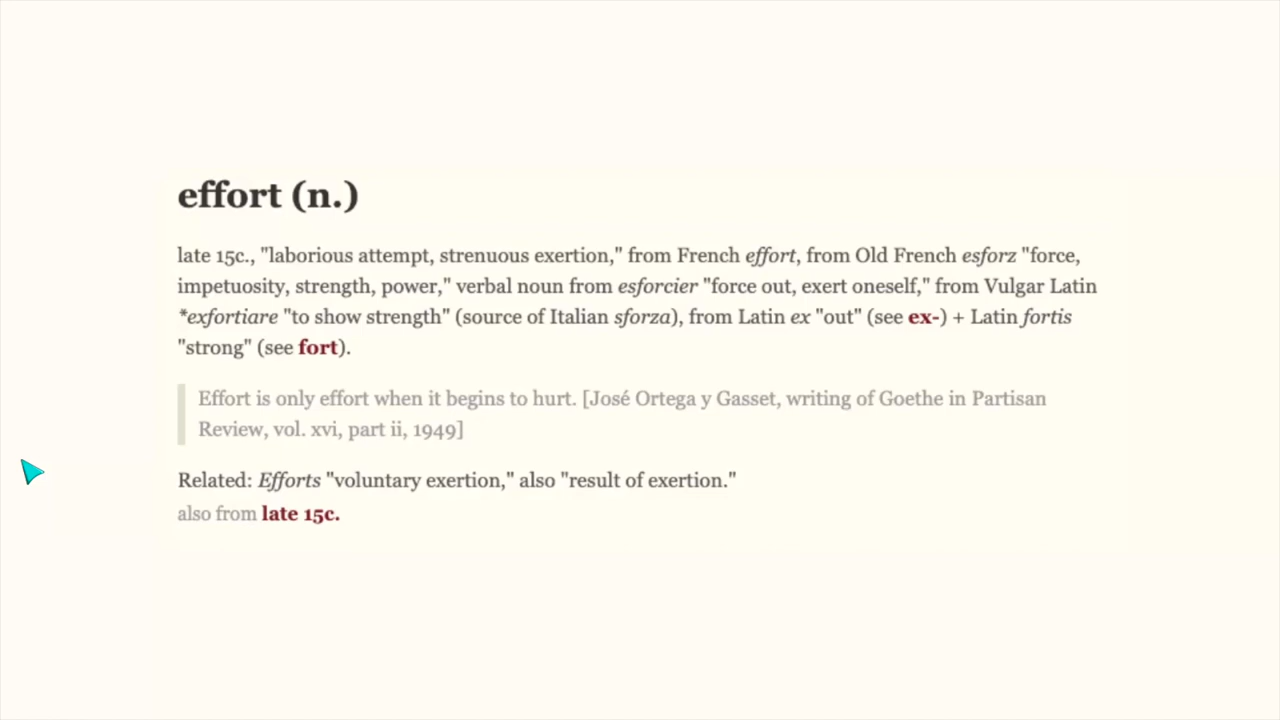 effort (n.)
late 15c., "laborious attempt, strenuous exertion," from French effort, from Old French esforz "force,
impetuosity, strength, power," verbal noun from esforcier "force out, exert oneself," from Vulgar Latin
*exfortiare "to show strength" (source of Italian sforza), from Latin ex "out" (see ex-) + Latin fortis
"strong" (see fort).
Effort is only effort when it begins to hurt. [José Ortega y Gasset, writing of Goethe in Partisan
Review, vol. xvi, part ii, 1949]
Related: Efforts "voluntary exertion," also "result of exertion."
also from late 15c.